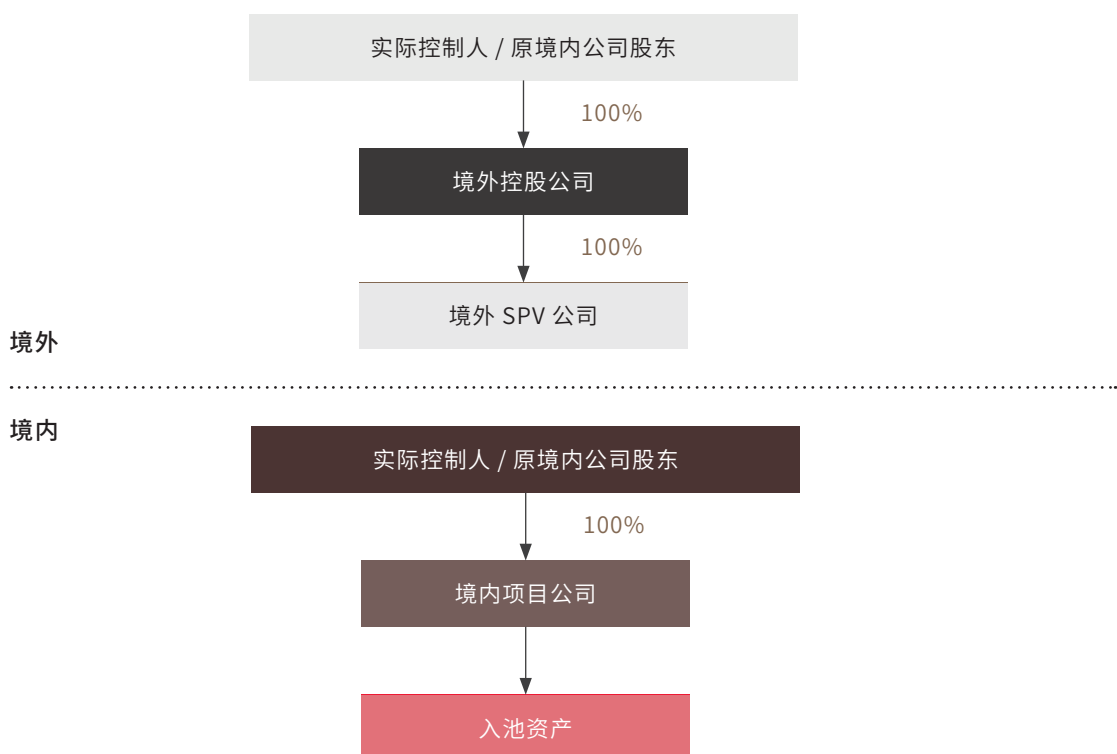 实际控制人 / 原境内公司股东
100%
境外控股公司
100%
境外 SPV 公司
境外
境内
实际控制人 / 原境内公司股东
100%
境内项目公司
入池资产